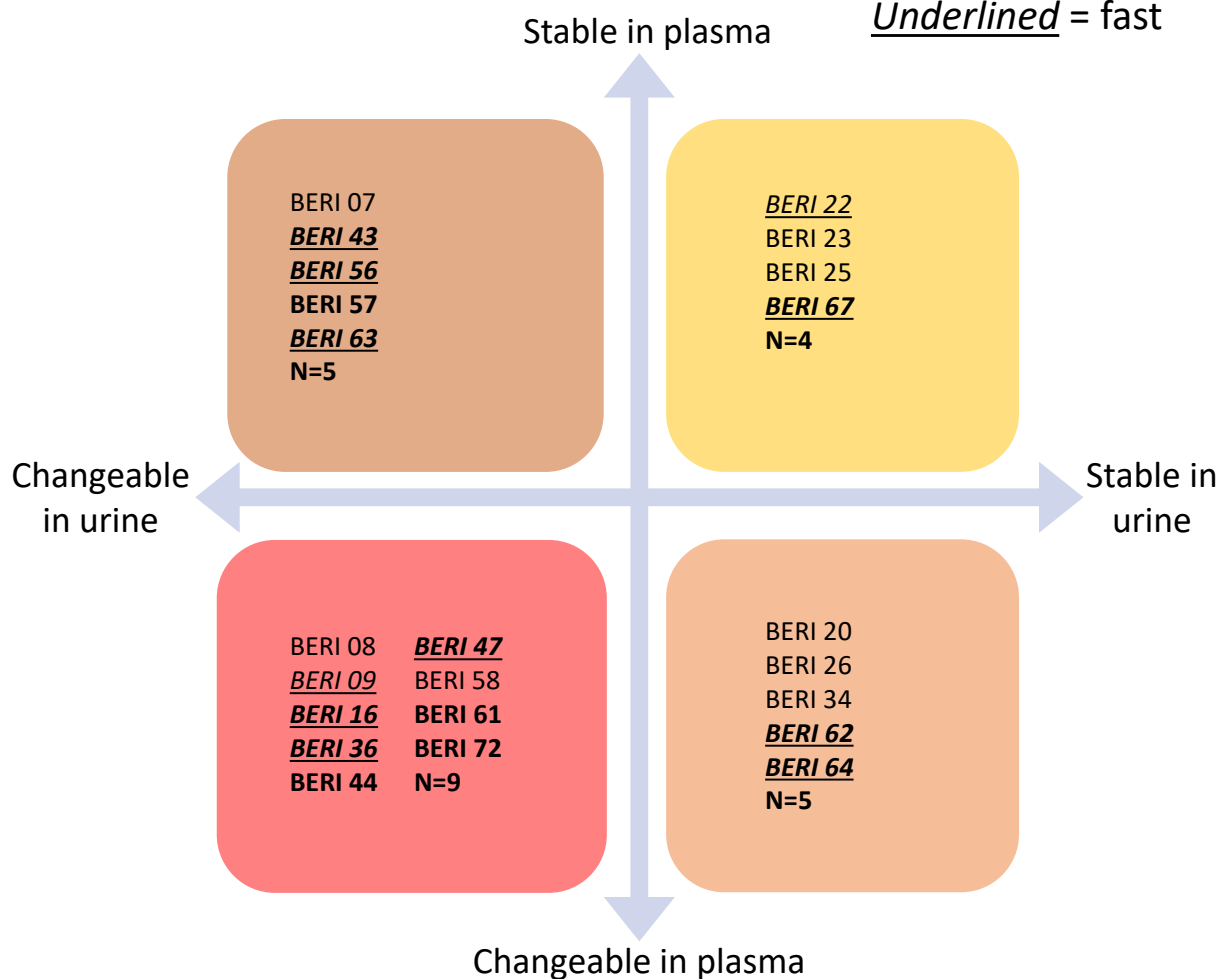 Underlined = fast
Stable in plasma
BERI 07
BERI 43
BERI 56
BERI 57
BERI 63
N=5
BERI 22
BERI 23
BERI 25
BERI 67
N=4
Changeable
in urine
Stable in
urine
BERI 08
BERI 09
BERI 16
BERI 36
BERI 44
BERI 47
BERI 58
BERI 61
BERI 72
N=9
BERI 20
BERI 26
BERI 34
BERI 62
BERI 64
N=5
Changeable in plasma